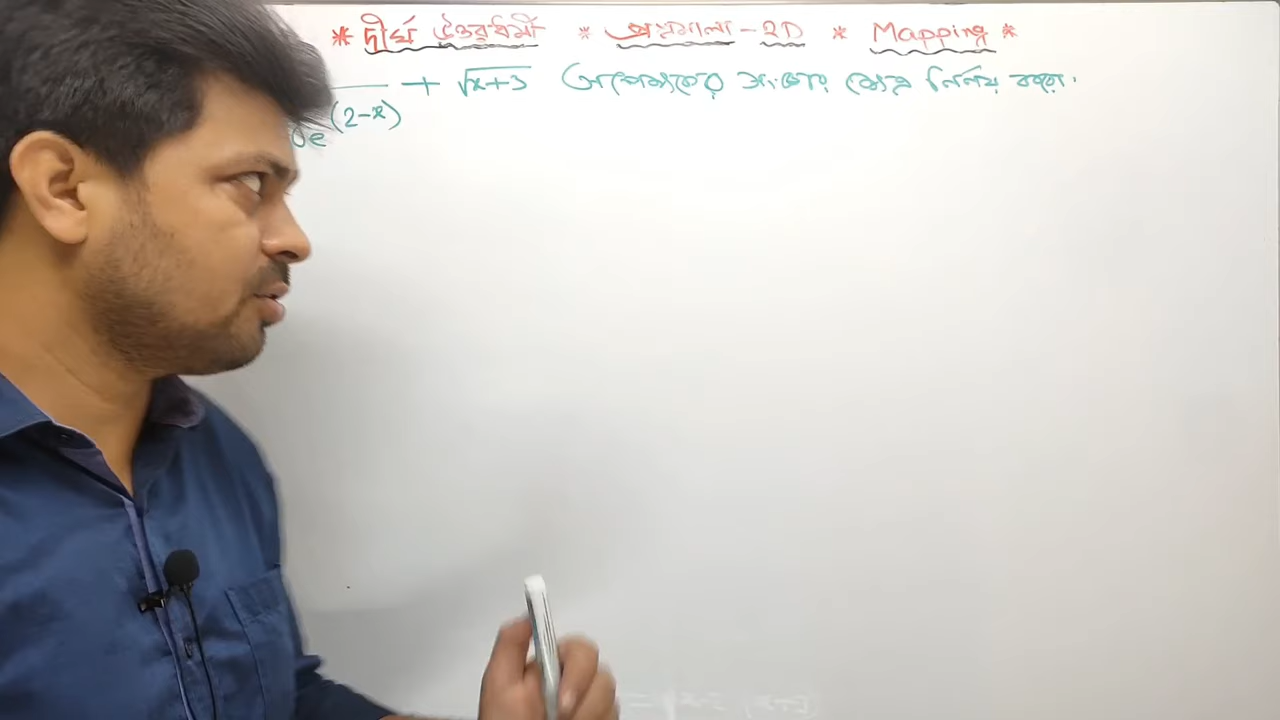 * দীর্ঘ উত্তরধর্মী * প্রশ্নমালা - 2D * Mapping *
+ √x+3 অপেক্ষকের সংজ্ঞার ক্ষেত্র নির্ণয় করো।
e^(2-x)